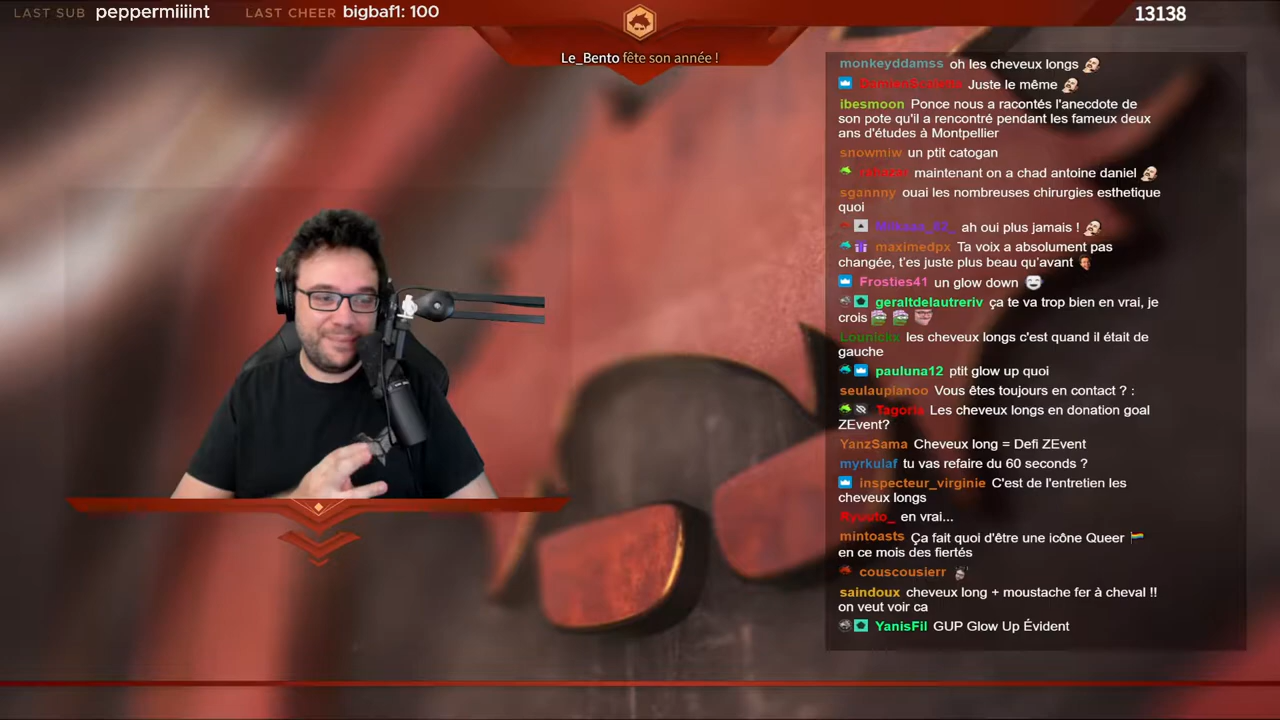 LAST SUB peppermiiiint LAST CHEER bigbaf1: 100
13138
Le_Bento fête son année !
monkeyddamss oh les cheveux longs
Juste le même
ibesmoon Ponce nous a racontés l'anecdote de
son pote qu'il a rencontré pendant les fameux deux
ans d'études à Montpellier
snowmiw un ptit catogan
maintenant on a chad antoine daniel
sgannny ouai les nombreuses chirurgies esthetique
quoi
ah oui plus jamais !
maximedpx Ta voix a absolument pas
changée, t'es juste plus beau qu'avant
Frosties41 un glow down
geraltdelautreriv ça te va trop bien en vrai, je
crois
Lounickx les cheveux longs c'est quand il était de
gauche
pauluna12 ptit glow up quoi
seulaupianoo Vous êtes toujours en contact ? :
Les cheveux longs en donation goal
ZEvent?
YanzSama Cheveux long = Defi ZEvent
myrkulaf tu vas refaire du 60 seconds ?
inspecteur_virginie C'est de l'entretien les
cheveux longs
Ryuuto_ en vrai...
mintoasts Ça fait quoi d'être une icône Queer
en ce mois des fiertés
couscousierr
saindoux cheveux long + moustache fer à cheval !!
on veut voir ca
YanisFil GUP Glow Up Évident